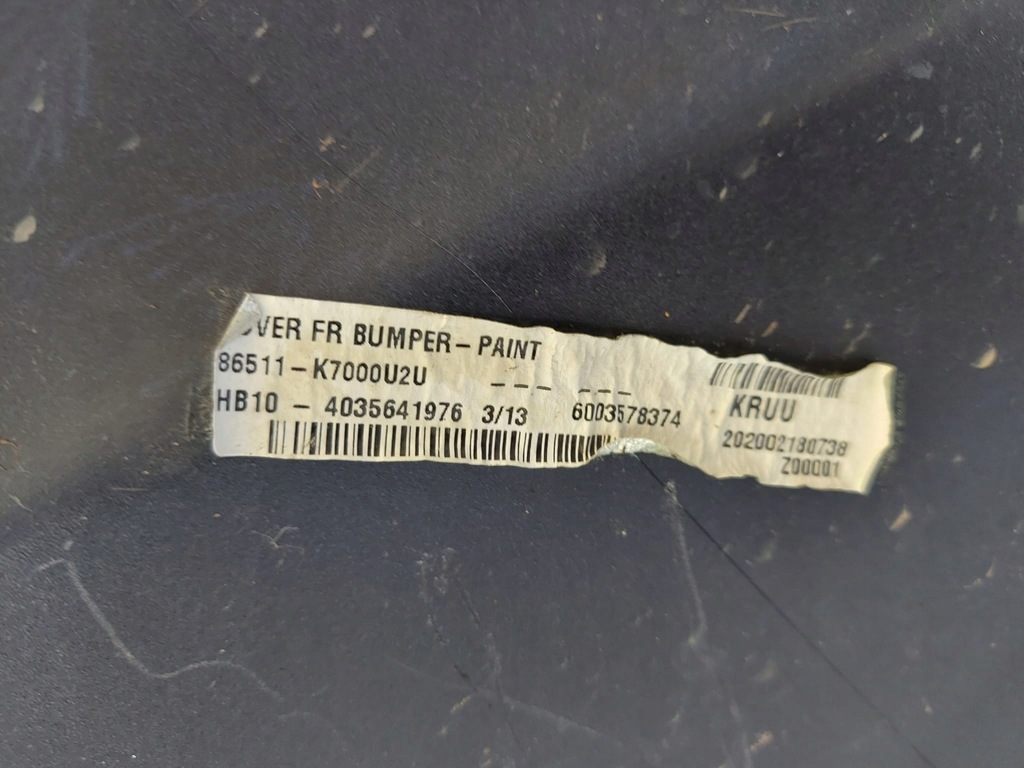 OVER FR BUMPER-PAINT
86511-K7000U2U --- ---
HB10 - 4035641976 3/13 6003578374 KRUU
202002180738
Z00001